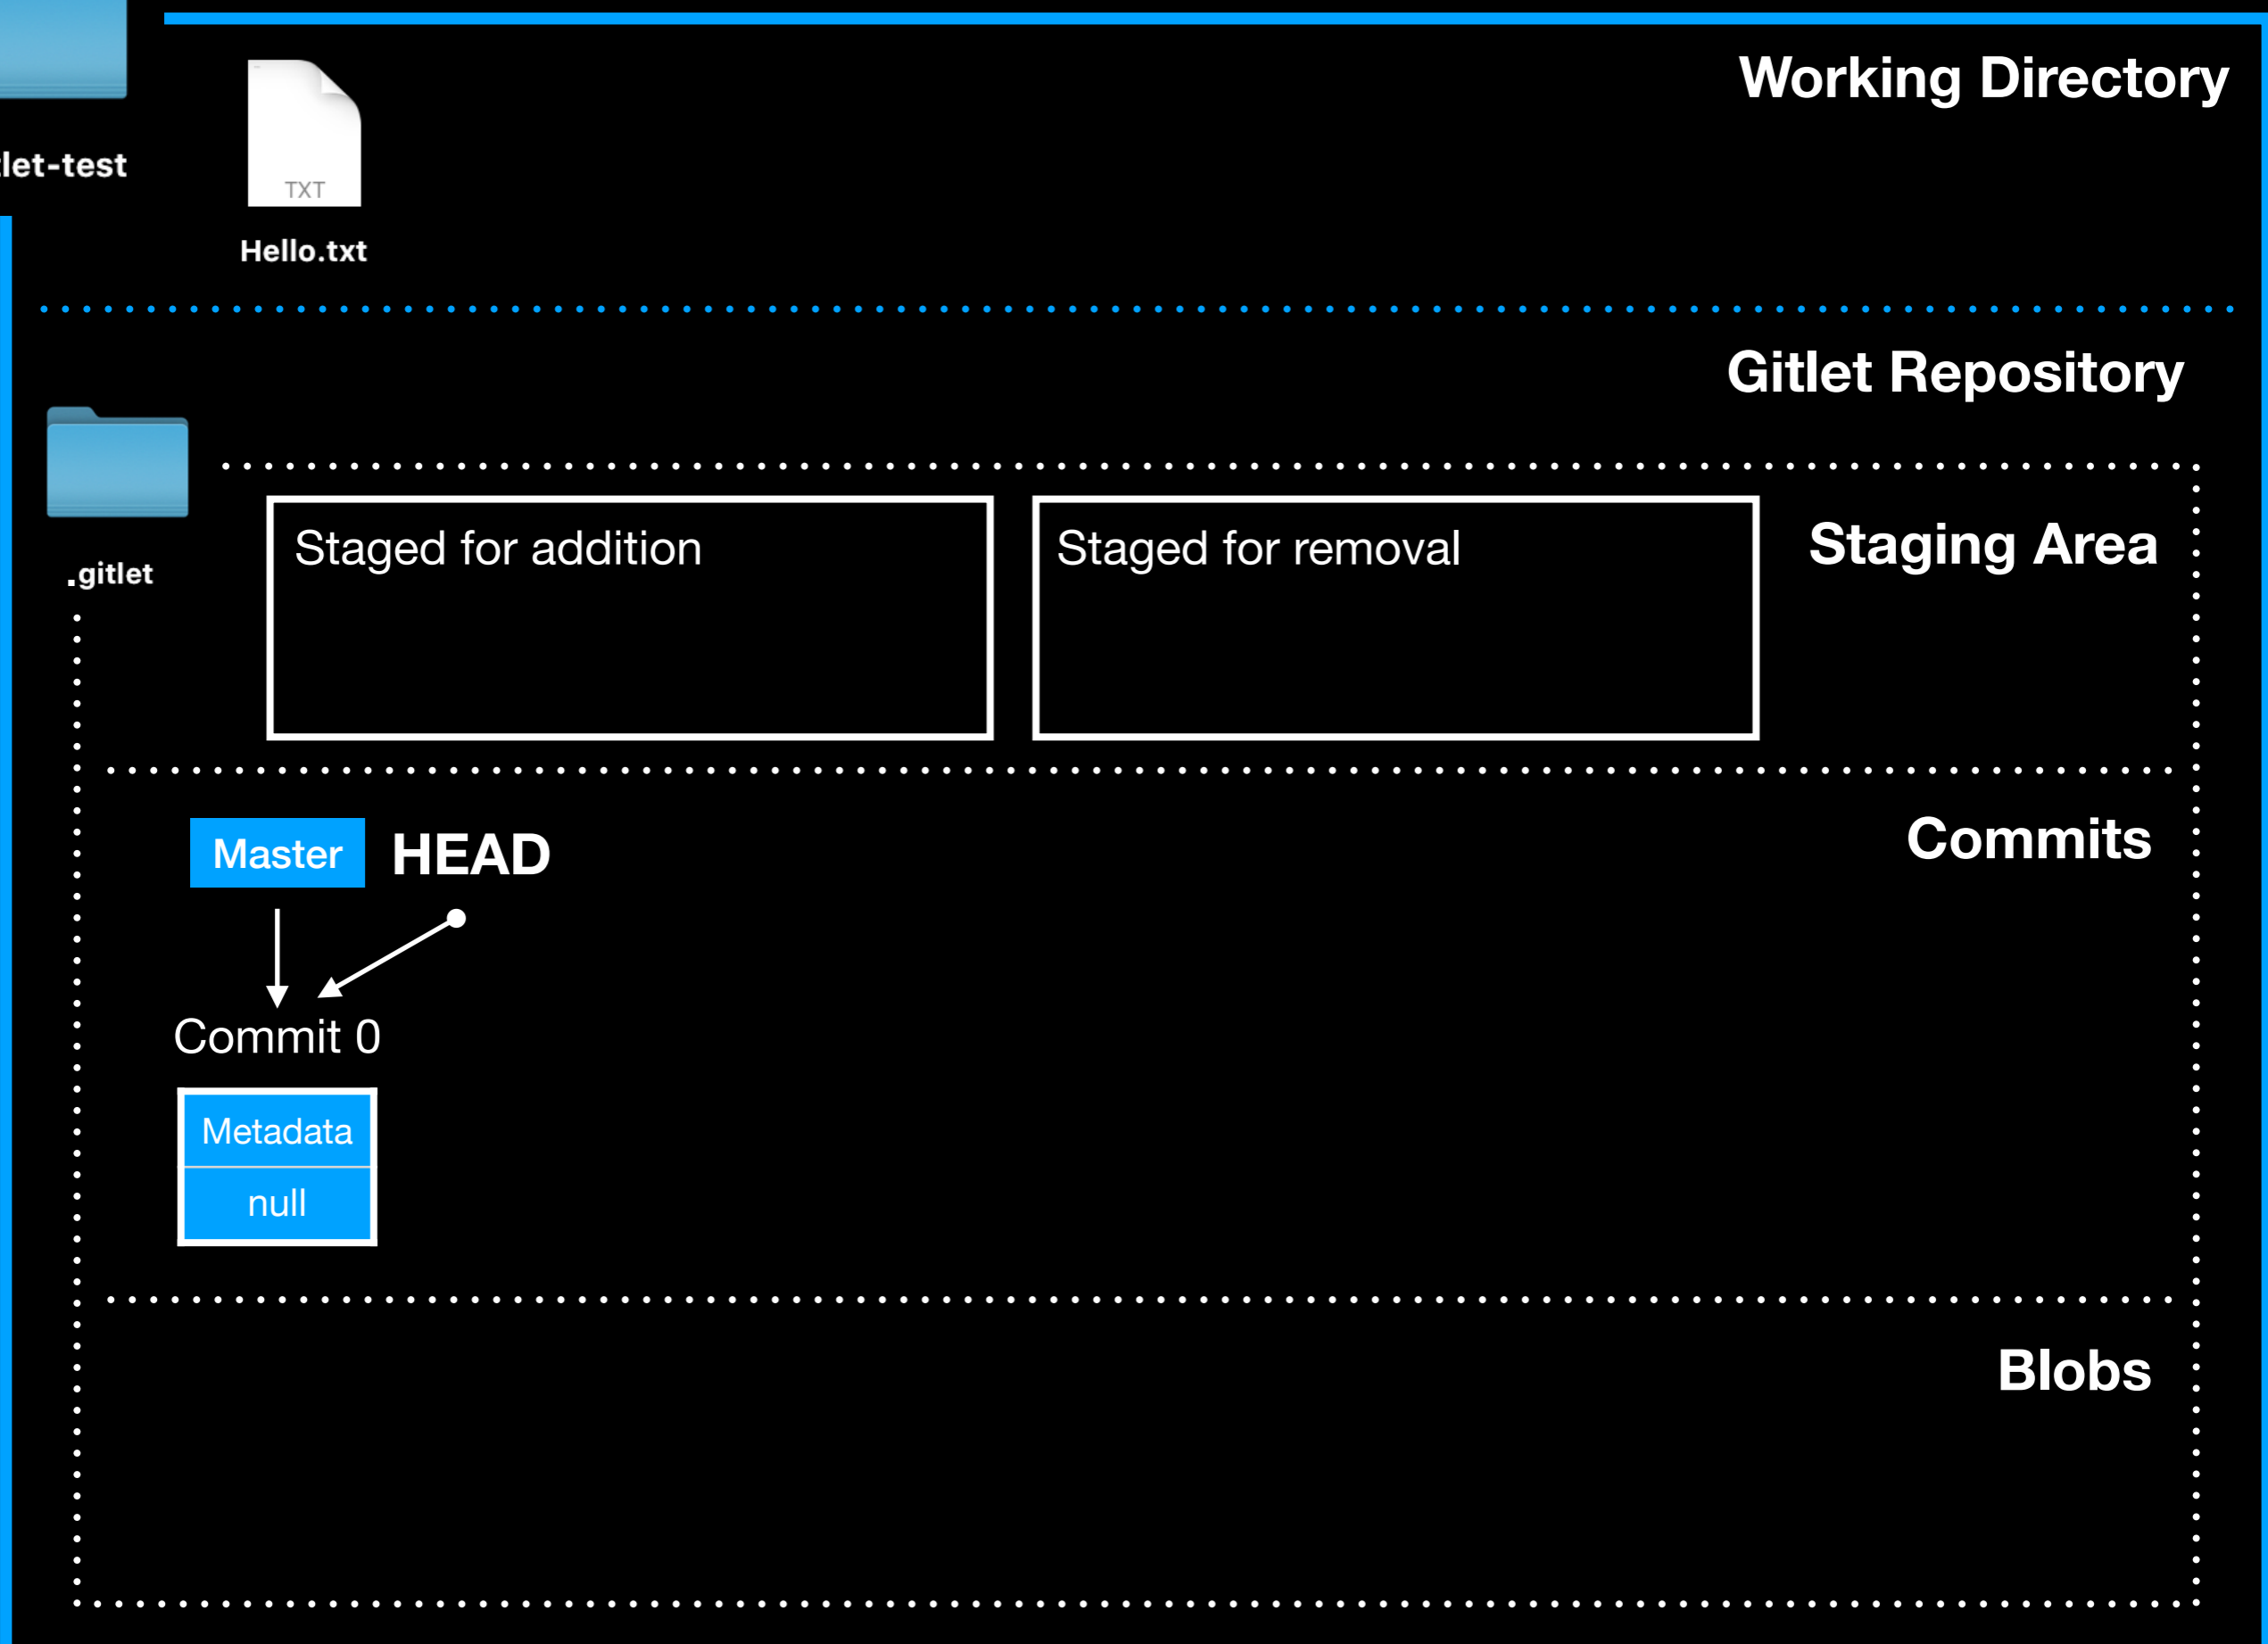 Working Directory
let-test
TXT
Hello.txt
Gitlet Repository
.gitlet
Staged for addition
Staged for removal
Staging Area
Master
HEAD
Commits
Commit 0
Metadata
null
Blobs